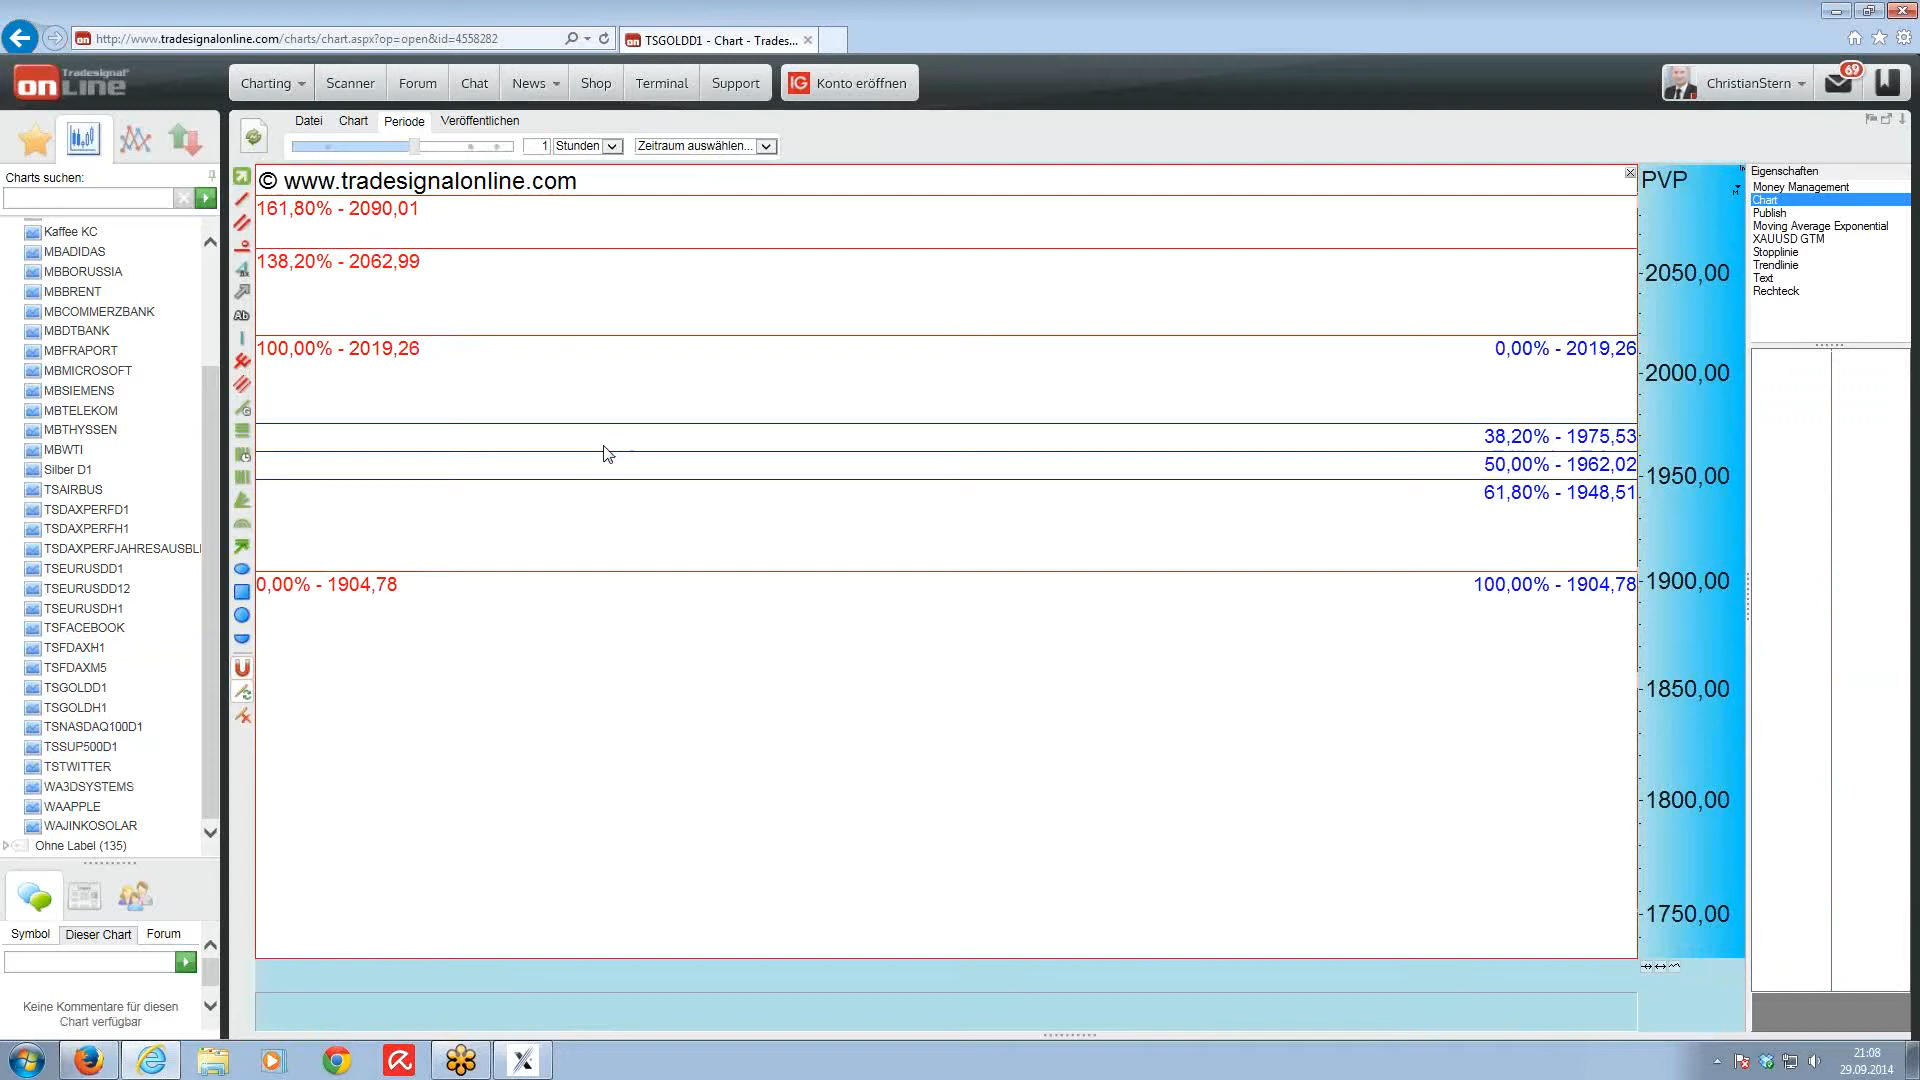 http://www.tradesignalonline.com/charts/chart.aspx?op=open&id=4558282
TSGOLDD1 - Chart - Trades...
on Tradesignal® LINE
Charting
Scanner
Forum
Chat
News
Shop
Terminal
Support
IG Konto eröffnen
ChristianStern
69
Datei
Chart
Periode
Veröffentlichen
1
Stunden
Zeitraum auswählen...
Charts suchen:
Kaffee KC
MBADIDAS
MBBORUSSIA
MBBRENT
MBCOMMERZBANK
MBDTBANK
MBFRAPORT
MBMICROSOFT
MBSIEMENS
MBTELEKOM
MBTHYSSEN
MBWTI
Silber D1
TSAIRBUS
TSDAXPERFD1
TSDAXPERFH1
TSDAXPERFJAHRESAUSBL
TSEURUSDD1
TSEURUSDD12
TSEURUSDH1
TSFACEBOOK
TSFDAXH1
TSFDAXM5
TSGOLDD1
TSGOLDH1
TSNASDAQ100D1
TSSUP500D1
TSTWITTER
WA3DSYSTEMS
WAAPPLE
WAJINKOSOLAR
Ohne Label (135)
Symbol
Dieser Chart
Forum
Keine Kommentare für diesen
Chart verfügbar
Ab
© www.tradesignalonline.com
161,80% - 2090,01
138,20% - 2062,99
100,00% - 2019,26
0,00% - 2019,26
38,20% - 1975,53
50,00% - 1962,02
61,80% - 1948,51
0,00% - 1904,78
100,00% - 1904,78
PVP
2050,00
2000,00
1950,00
1900,00
1850,00
1800,00
1750,00
Eigenschaften
Money Management
Chart
Publish
Moving Average Exponential
XAUUSD GTM
Stopplinie
Trendlinie
Text
Rechteck
21:08
29.09.2014